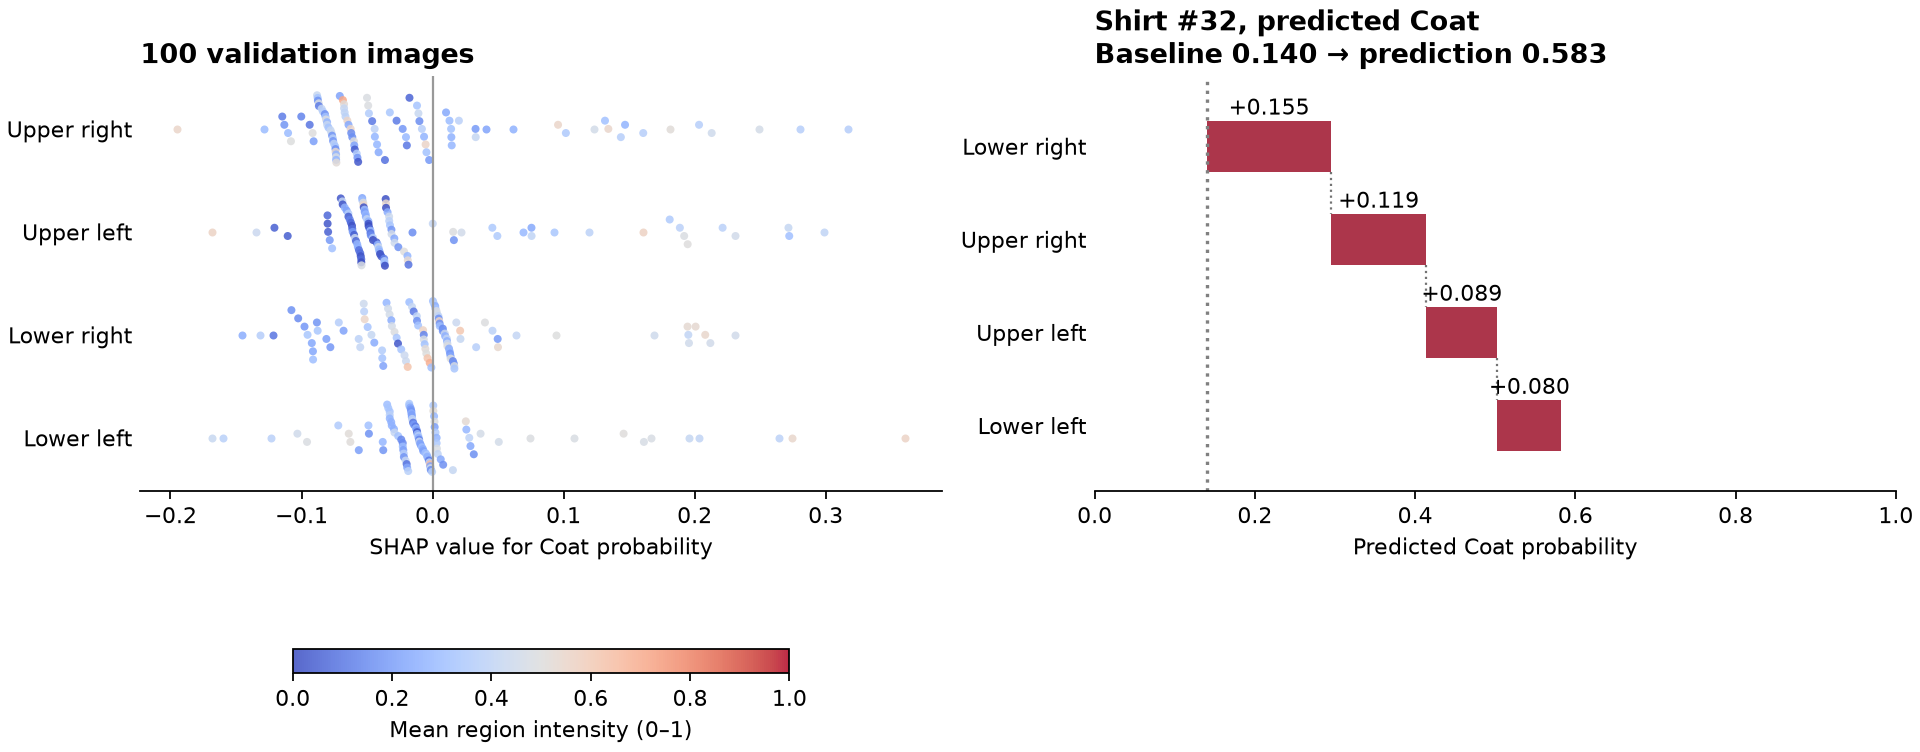 100 validation images
Upper right
Upper left
Lower right
Lower left
−0.2 −0.1 0.0 0.1 0.2 0.3
SHAP value for Coat probability
0.0 0.2 0.4 0.6 0.8 1.0
Mean region intensity (0–1)
Shirt #32, predicted Coat
Baseline 0.140 → prediction 0.583
+0.155
Lower right
+0.119
Upper right
+0.089
Upper left
+0.080
Lower left
0.0 0.2 0.4 0.6 0.8 1.0
Predicted Coat probability